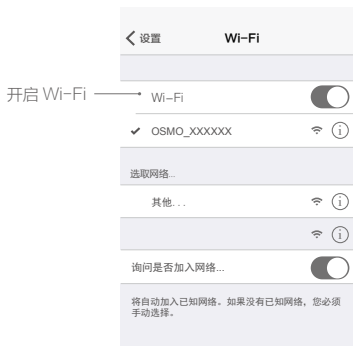 设置 Wi-Fi
开启 Wi-Fi
Wi-Fi
OSMO_XXXXXX
选取网络...
其他...
询问是否加入网络...
将自动加入已知网络。如果没有已知网络，您必须
手动选择。